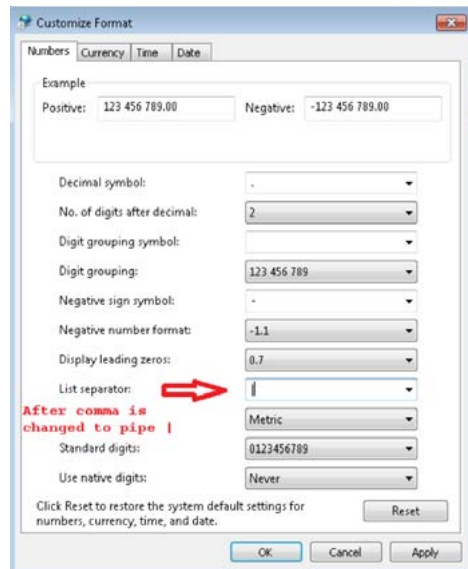 Customize Format
Numbers Currency Time Date
Example
Positive: 123 456 789.00 Negative: -123 456 789.00
Decimal symbol: .
No. of digits after decimal: 2
Digit grouping symbol:
Digit grouping: 123 456 789
Negative sign symbol: -
Negative number format: -1.1
Display leading zeros: 0.7
List separator: |
After comma is
changed to pipe |
Metric
Standard digits: 0123456789
Use native digits: Never
Click Reset to restore the system default settings for
numbers, currency, time, and date.
Reset
OK Cancel Apply